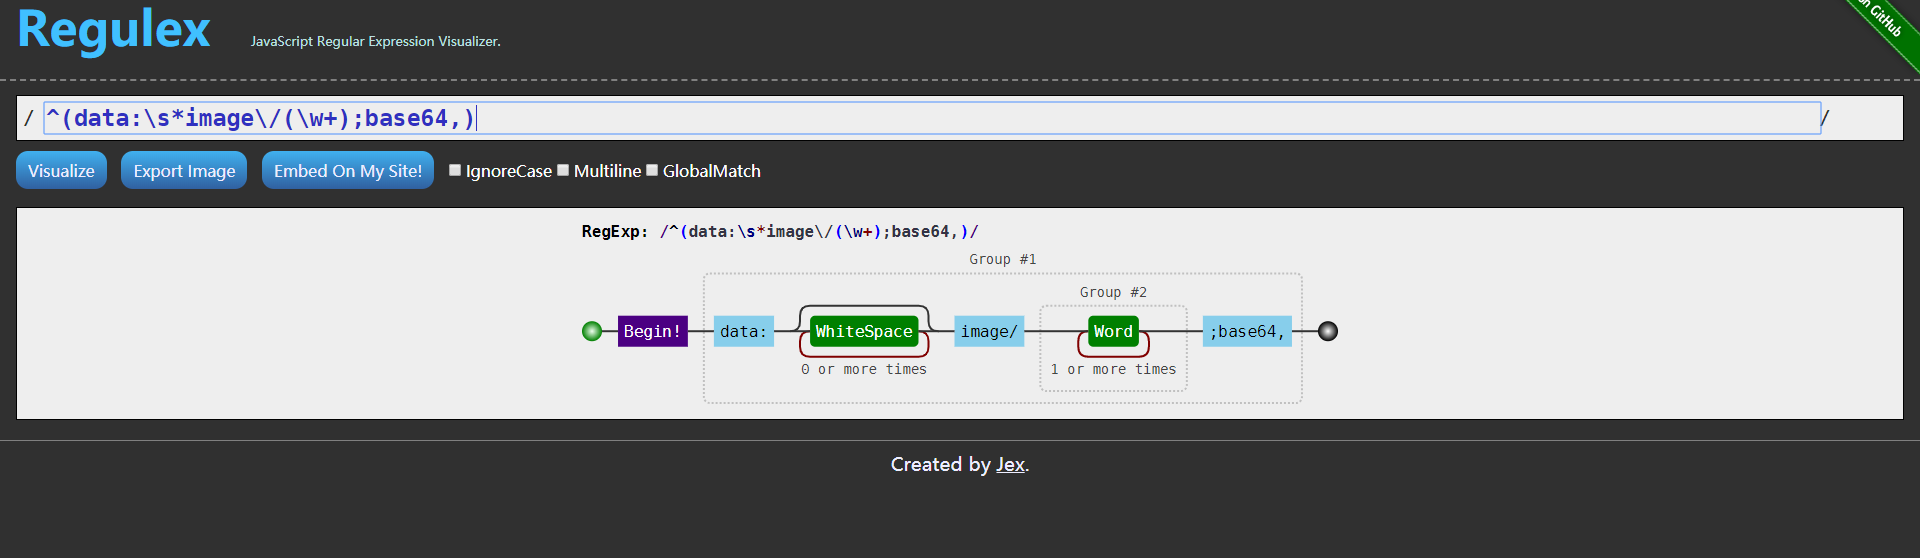 Regulex
JavaScript Regular Expression Visualizer.
on GitHub
/ ^(data:\s*image\/(\w+);base64,) /
Visualize Export Image Embed On My Site! IgnoreCase Multiline GlobalMatch
RegExp: /^(data:\s*image\/(\w+);base64,)/
Group #1
Group #2
Begin! data: WhiteSpace image/ Word ;base64,
0 or more times 1 or more times
Created by Jex.